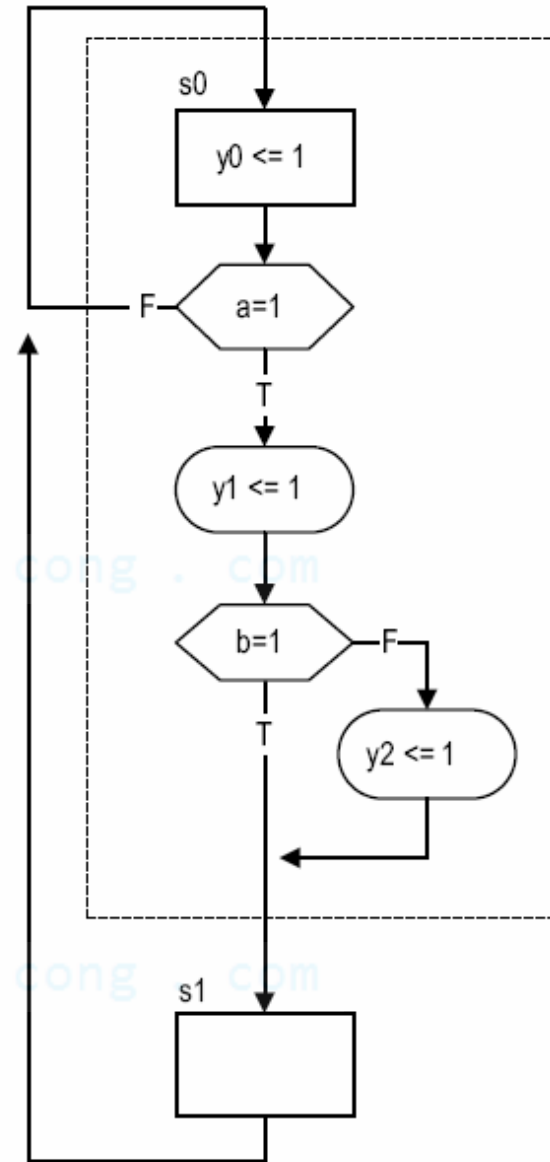 s0
y0 <= 1
F
a=1
T
y1 <= 1
cong . com
b=1
F
T
y2 <= 1
cong . com
s1